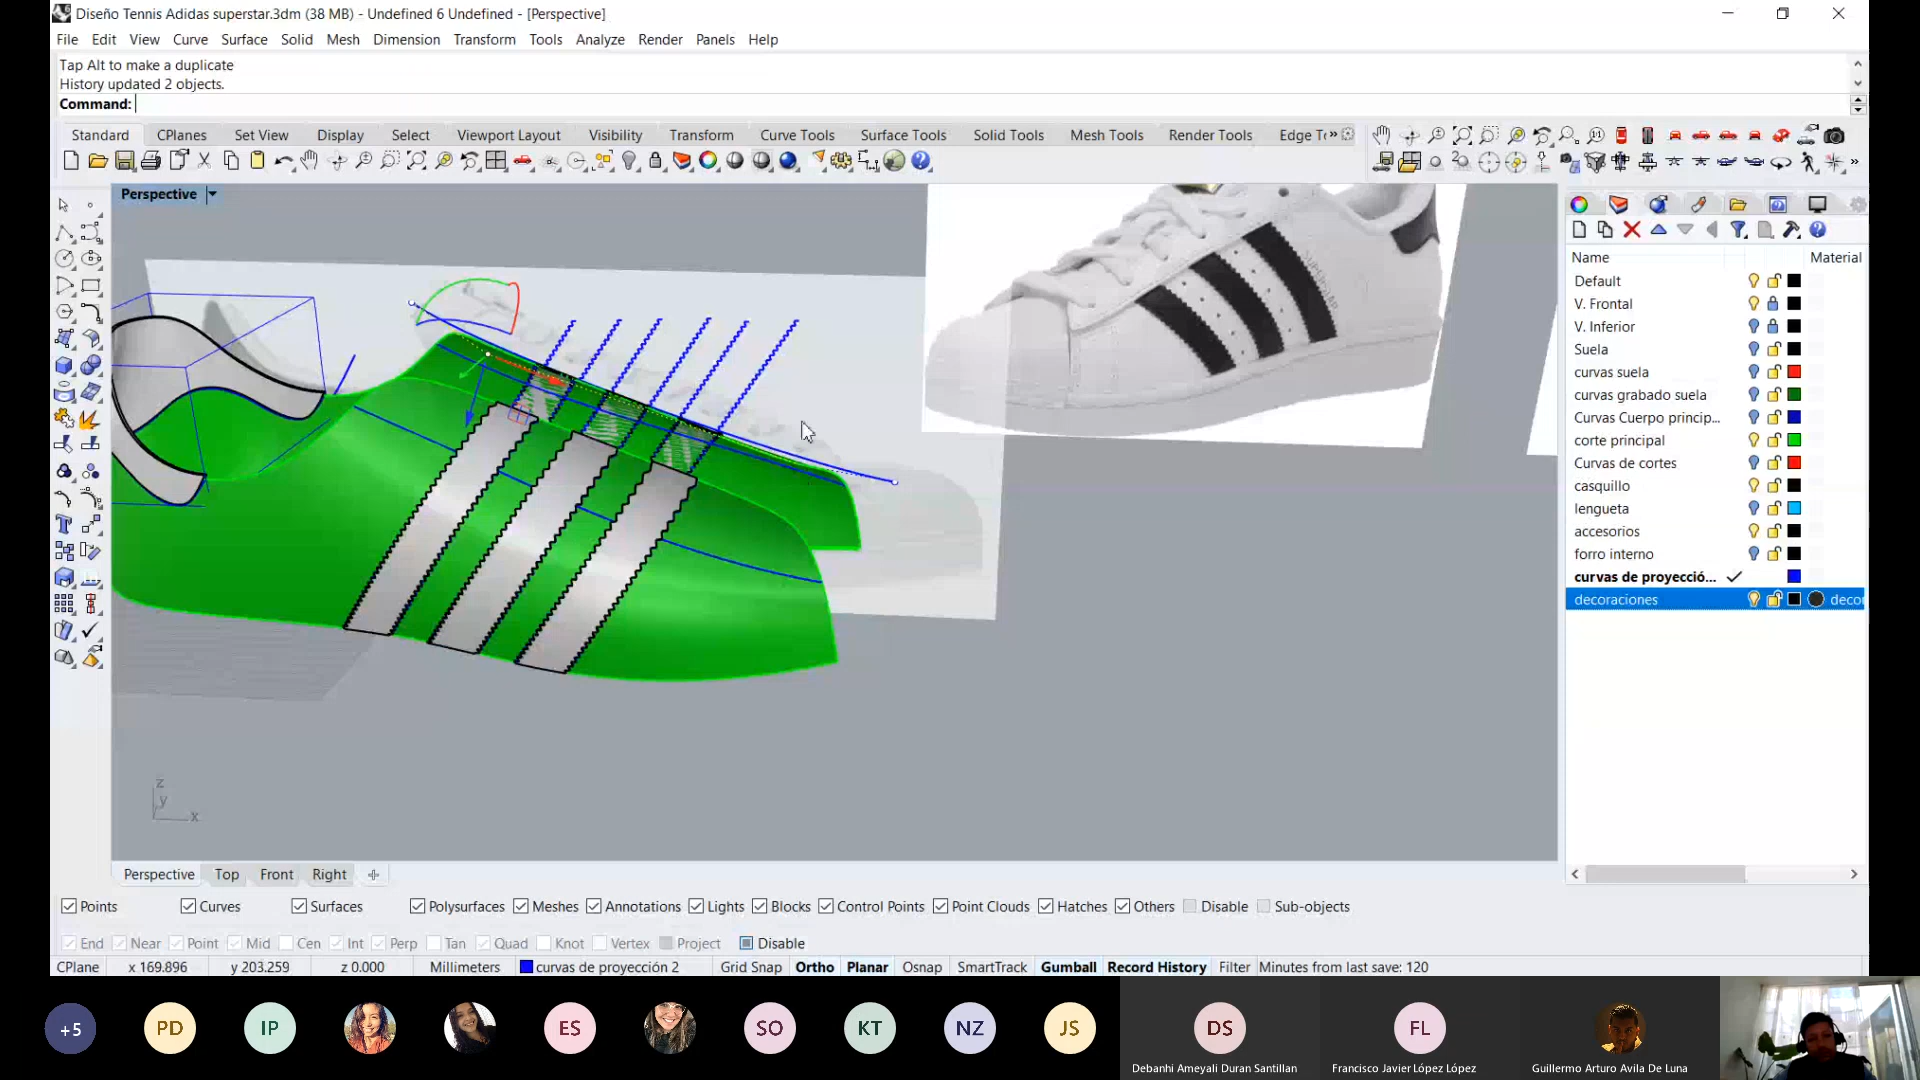 Diseño Tennis Adidas superstar.3dm (38 MB) - Undefined 6 Undefined - [Perspective]
File Edit View Curve Surface Solid Mesh Dimension Transform Tools Analyze Render Panels Help
Tap Alt to make a duplicate
History updated 2 objects.
Command:
Standard CPlanes Set View Display Select Viewport Layout Visibility Transform Curve Tools Surface Tools Solid Tools Mesh Tools Render Tools Edge To
Perspective
Name Material
Default
V. Frontal
V. Inferior
Suela
curvas suela
curvas grabado suela
Curvas Cuerpo princip...
corte principal
Curvas de cortes
casquillo
lengueta
accesorios
forro interno
curvas de proyecció...
decoraciones deco
SUPERSTAR
z
y
x
Perspective Top Front Right
Points Curves Surfaces Polysurfaces Meshes Annotations Lights Blocks Control Points Point Clouds Hatches Others Disable Sub-objects
End Near Point Mid Cen Int Perp Tan Quad Knot Vertex Project Disable
CPlane x 169.896 y 203.259 z 0.000 Millimeters curvas de proyección 2 Grid Snap Ortho Planar Osnap SmartTrack Gumball Record History Filter Minutes from last save: 120
+5 PD IP ES SO KT NZ JS DS FL
Debanhi Ameyali Duran Santillan Francisco Javier López López Guillermo Arturo Avila De Luna